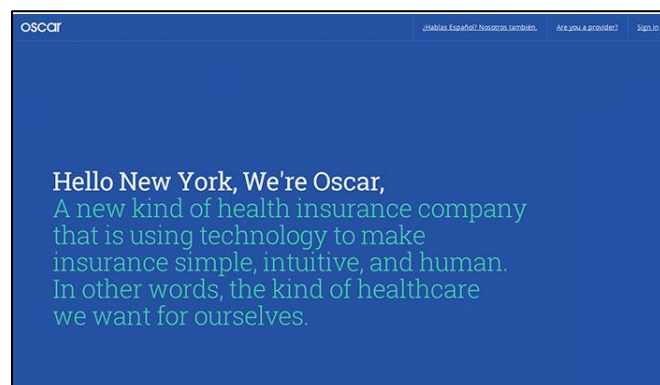 oscar
¿Hablas Español? Nosotros también. Are you a provider? Sign in
Hello New York, We're Oscar,
A new kind of health insurance company
that is using technology to make
insurance simple, intuitive, and human.
In other words, the kind of healthcare
we want for ourselves.